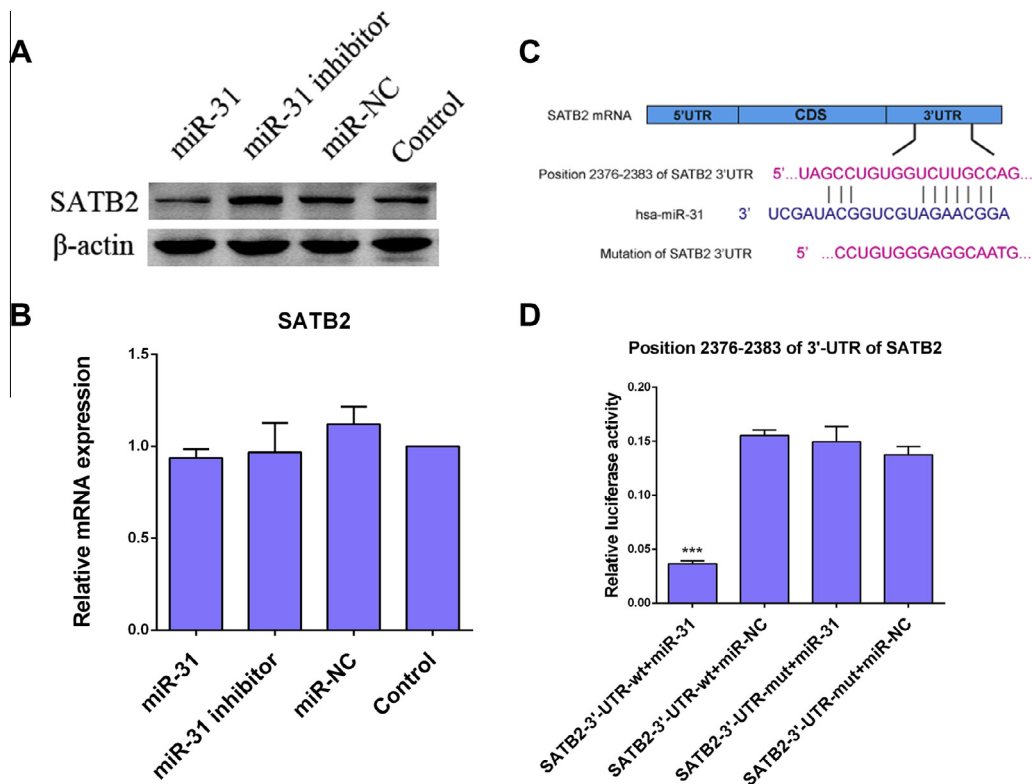 A
miR-31
miR-31 inhibitor
miR-NC
Control
SATB2
β-actin
B
SATB2
Relative mRNA expression
1.5
1.0
0.5
0.0
miR-31
miR-31 inhibitor
miR-NC
Control
C
SATB2 mRNA
5'UTR
CDS
3'UTR
Position 2376-2383 of SATB2 3'UTR 5'...UAGCCUGUGGUCUUGCCAG...
hsa-miR-31 3' UCGAUACGGUCGUAGAACGGA
Mutation of SATB2 3'UTR 5' ...CCUGUGGGAGGCAATG...
D
Position 2376-2383 of 3'-UTR of SATB2
Relative luciferase activity
0.20
0.15
0.10
0.05
0.00
***
SATB2-3'-UTR-wt+miR-31
SATB2-3'-UTR-wt+miR-NC
SATB2-3'-UTR-mut+miR-31
SATB2-3'-UTR-mut+miR-NC